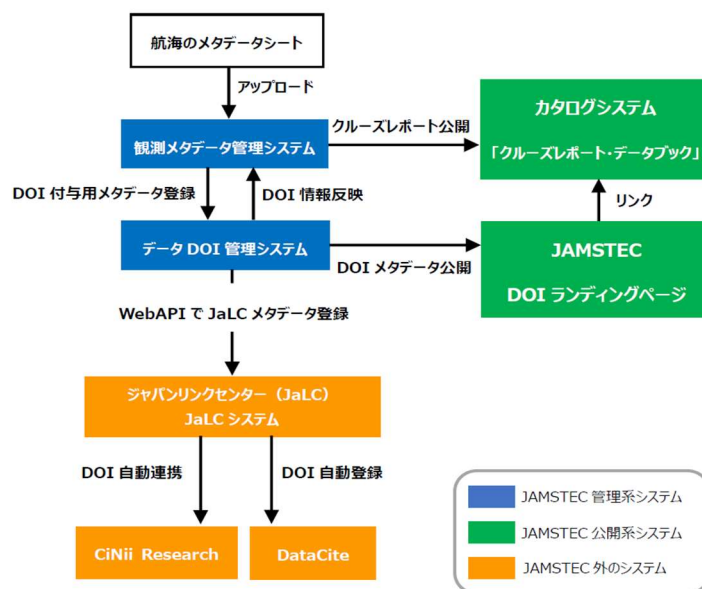 航海のメタデータシート
アップロード
観測メタデータ管理システム
クルーズレポート公開
カタログシステム
「クルーズレポート・データブック」
DOI 付与用メタデータ登録
DOI 情報反映
リンク
データ DOI 管理システム
DOI メタデータ公開
JAMSTEC
DOI ランディングページ
WebAPI で JaLC メタデータ登録
ジャパンリンクセンター（JaLC）
JaLC システム
DOI 自動連携
DOI 自動登録
CiNii Research
DataCite
JAMSTEC 管理系システム
JAMSTEC 公開系システム
JAMSTEC 外のシステム